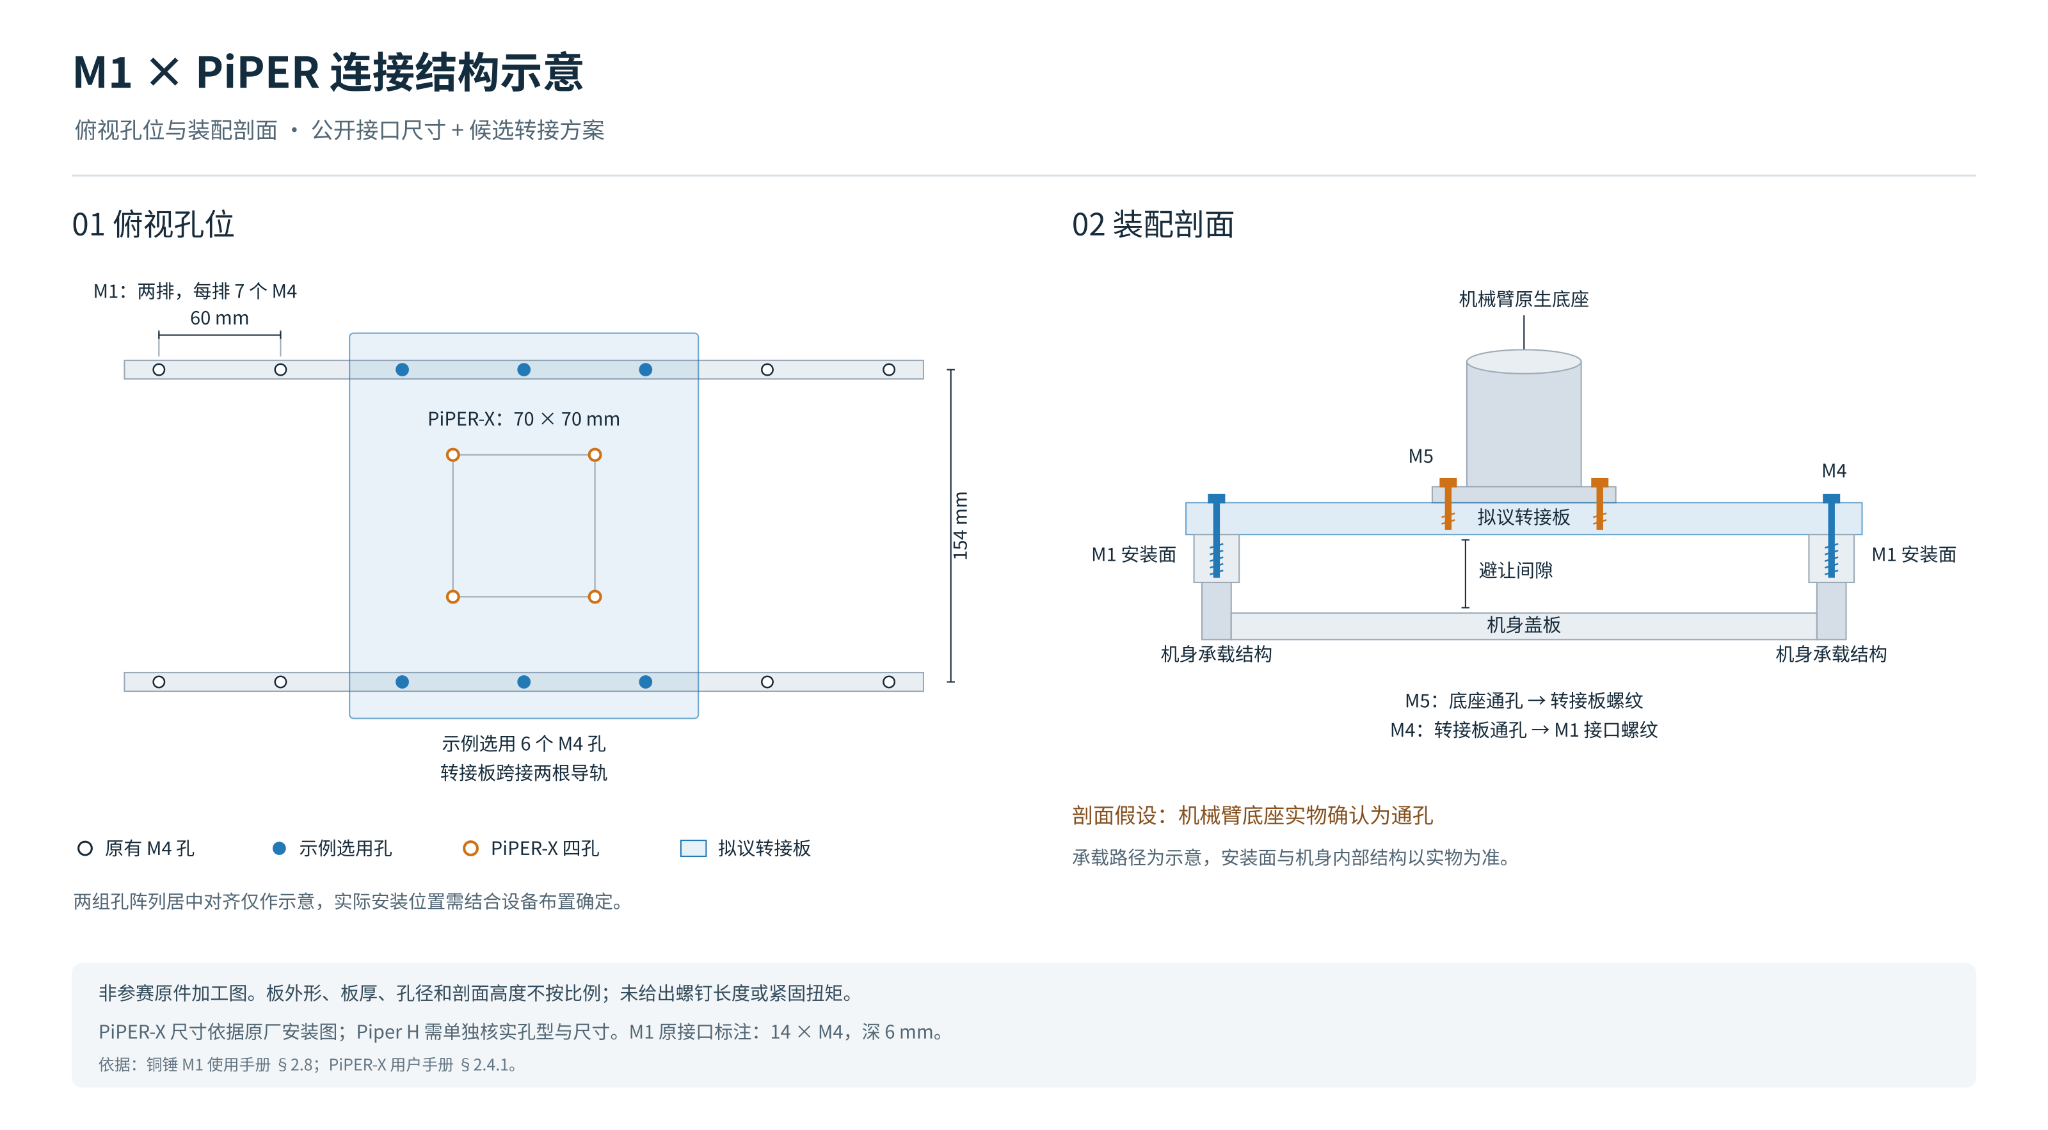 M1 × PiPER 连接结构示意
俯视孔位与装配剖面 · 公开接口尺寸 + 候选转接方案
01 俯视孔位
M1：两排，每排 7 个 M4
60 mm
PiPER-X：70 × 70 mm
154 mm
示例选用 6 个 M4 孔
转接板跨接两根导轨
原有 M4 孔
示例选用孔
PiPER-X 四孔
拟议转接板
两组孔阵列居中对齐仅作示意，实际安装位置需结合设备布置确定。
02 装配剖面
机械臂原生底座
M5
M4
拟议转接板
M1 安装面
M1 安装面
避让间隙
机身盖板
机身承载结构
机身承载结构
M5：底座通孔 → 转接板螺纹
M4：转接板通孔 → M1 接口螺纹
剖面假设：机械臂底座实物确认为通孔
承载路径为示意，安装面与机身内部结构以实物为准。
非参赛原件加工图。板外形、板厚、孔径和剖面高度不按比例；未给出螺钉长度或紧固扭矩。
PiPER-X 尺寸依据原厂安装图；Piper H 需单独核实孔型与尺寸。M1 原接口标注：14 × M4，深 6 mm。
依据：铜锤 M1 使用手册 §2.8；PiPER-X 用户手册 §2.4.1。